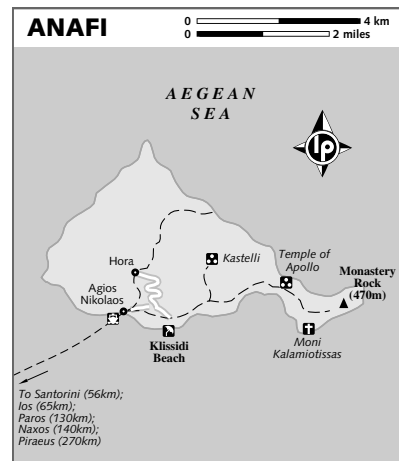 ANAFI
0 4 km
0 2 miles
AEGEAN
SEA
lp
Hora
Kastelli
Temple of
Apollo
Agios
Nikolaos
Monastery
Rock
(470m)
Klissidi
Beach
Moni
Kalamiotissas
To Santorini (56km);
Ios (65km);
Paros (130km);
Naxos (140km);
Piraeus (270km)